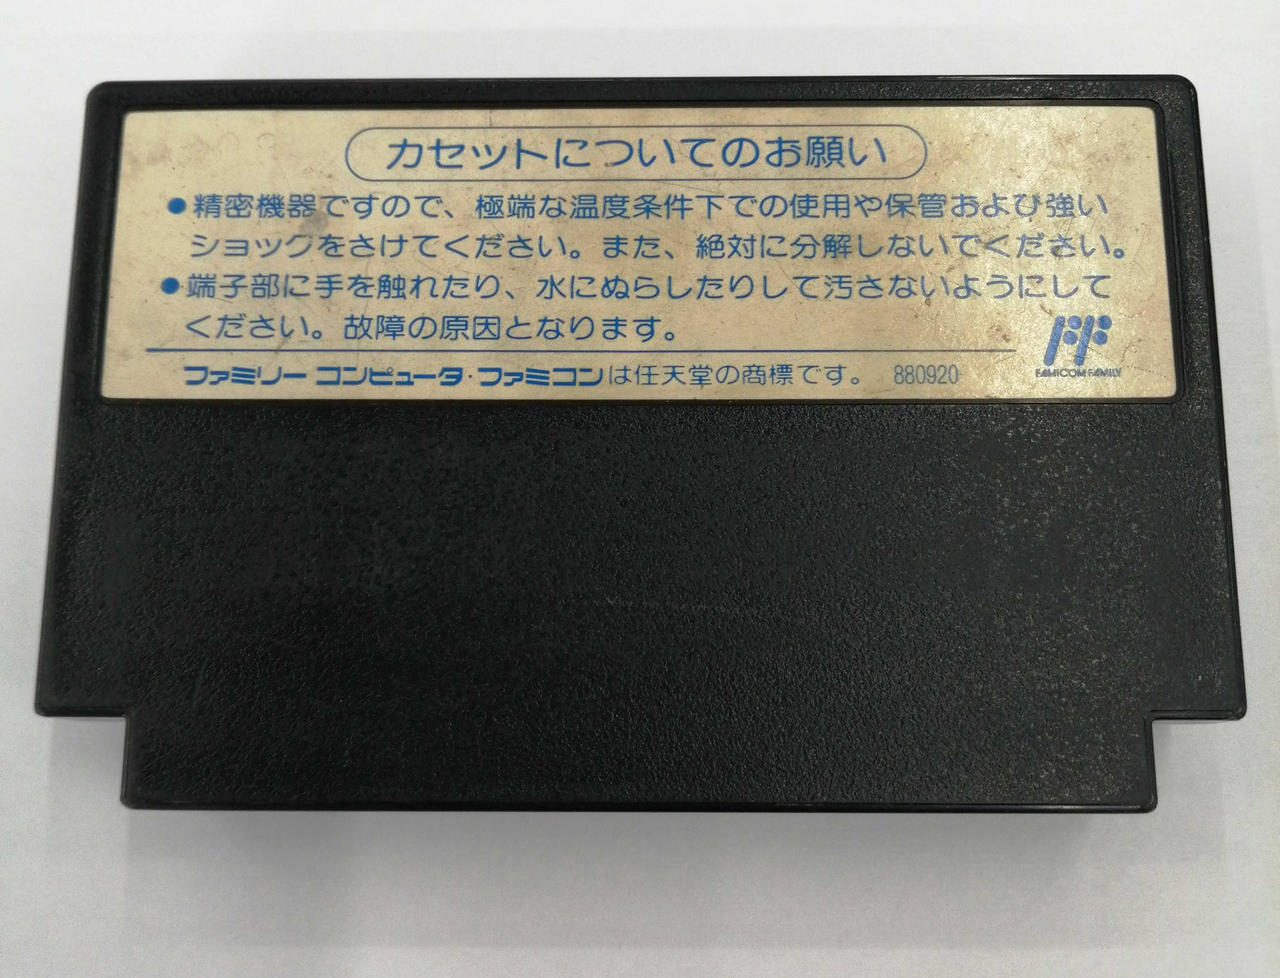 カセットについてのお願い
●精密機器ですので、極端な温度条件下での使用や保管および強い
ショックをさけてください。また、絶対に分解しないでください。
●端子部に手を触れたり、水にぬらしたりして汚さないようにして
ください。故障の原因となります。
ファミリーコンピュータ・ファミコンは任天堂の商標です。 880920
FAMICOM FAMILY